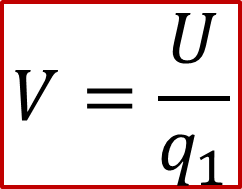 V = U / q₁